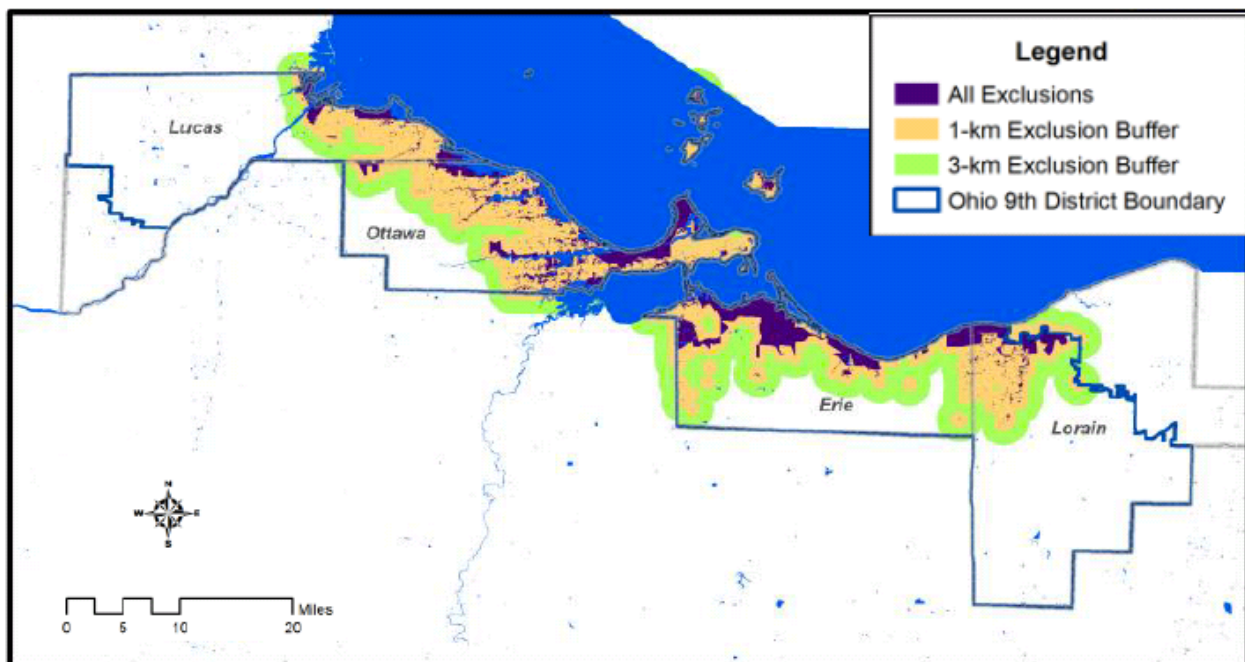 Legend
All Exclusions
1-km Exclusion Buffer
3-km Exclusion Buffer
Ohio 9th District Boundary
Lucas
Ottawa
Erie
Lorain
N
W E
S
Miles
0 5 10 20